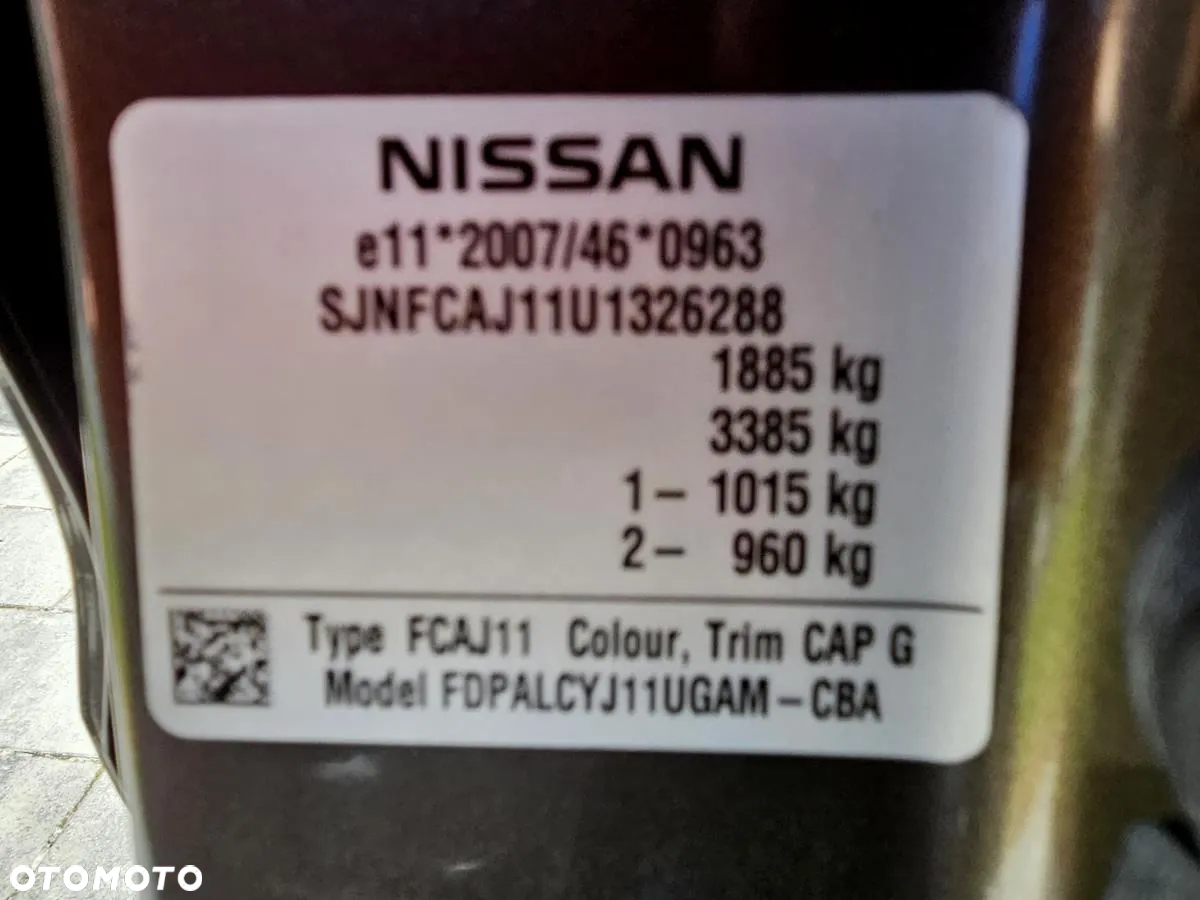 NISSAN
e11*2007/46*0963
SJNFCAJ11U1326288
1885 kg
3385 kg
1- 1015 kg
2- 960 kg
Type FCAJ11 Colour, Trim CAP G
Model FDPALCYJ11UGAM-CBA
OTOMOTO